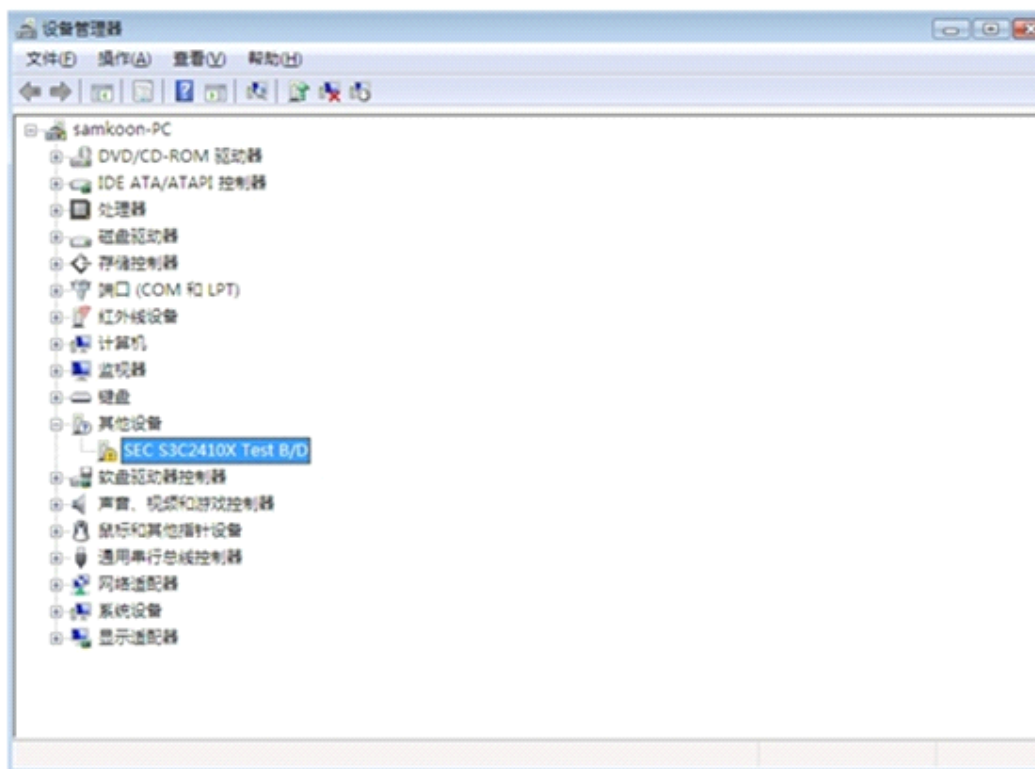 设备管理器
文件(F) 操作(A) 查看(V) 帮助(H)
samkoon-PC
DVD/CD-ROM 驱动器
IDE ATA/ATAPI 控制器
处理器
磁盘驱动器
存储控制器
端口 (COM 和 LPT)
红外线设备
计算机
监视器
键盘
其他设备
SEC S3C2410X Test B/D
软盘驱动器控制器
声音、视频和游戏控制器
鼠标和其他指针设备
通用串行总线控制器
网络适配器
系统设备
显示适配器